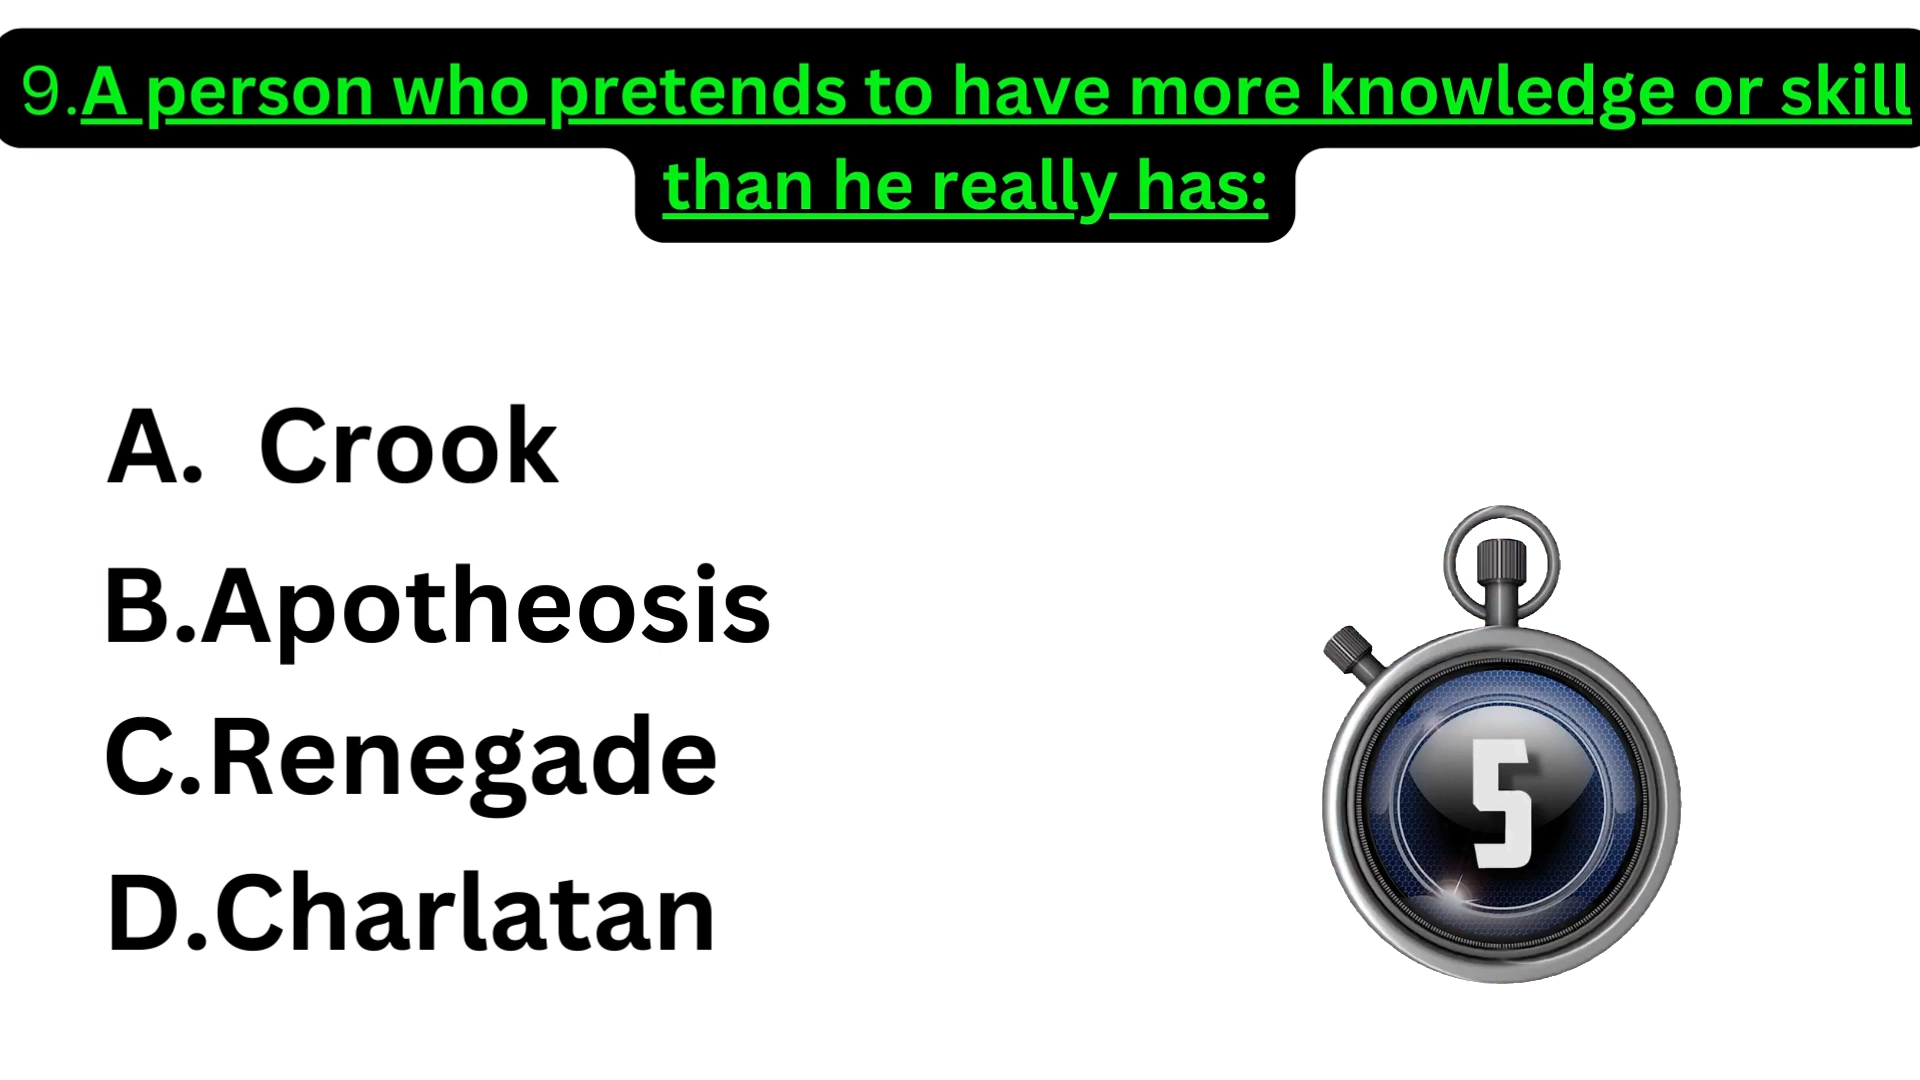 9.A person who pretends to have more knowledge or skill
than he really has:
A. Crook
B.Apotheosis
C.Renegade
D.Charlatan
5